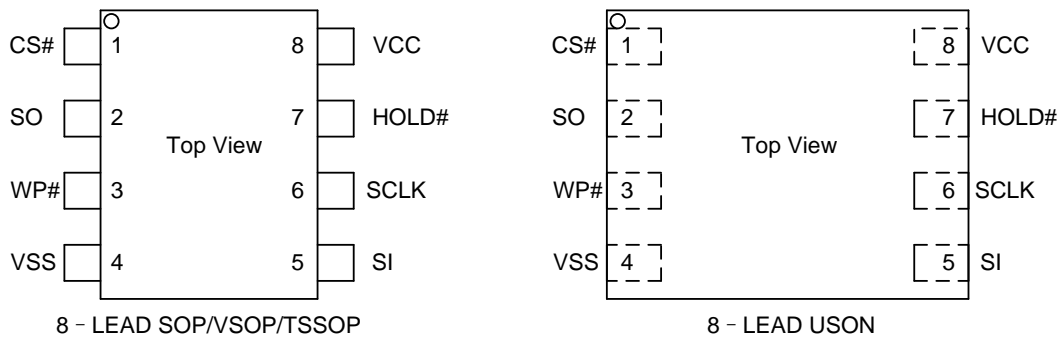 CS# 1 8 VCC
SO 2 7 HOLD#
Top View
WP# 3 6 SCLK
VSS 4 5 SI
8 – LEAD SOP/VSOP/TSSOP
CS# 1 8 VCC
SO 2 7 HOLD#
Top View
WP# 3 6 SCLK
VSS 4 5 SI
8 – LEAD USON